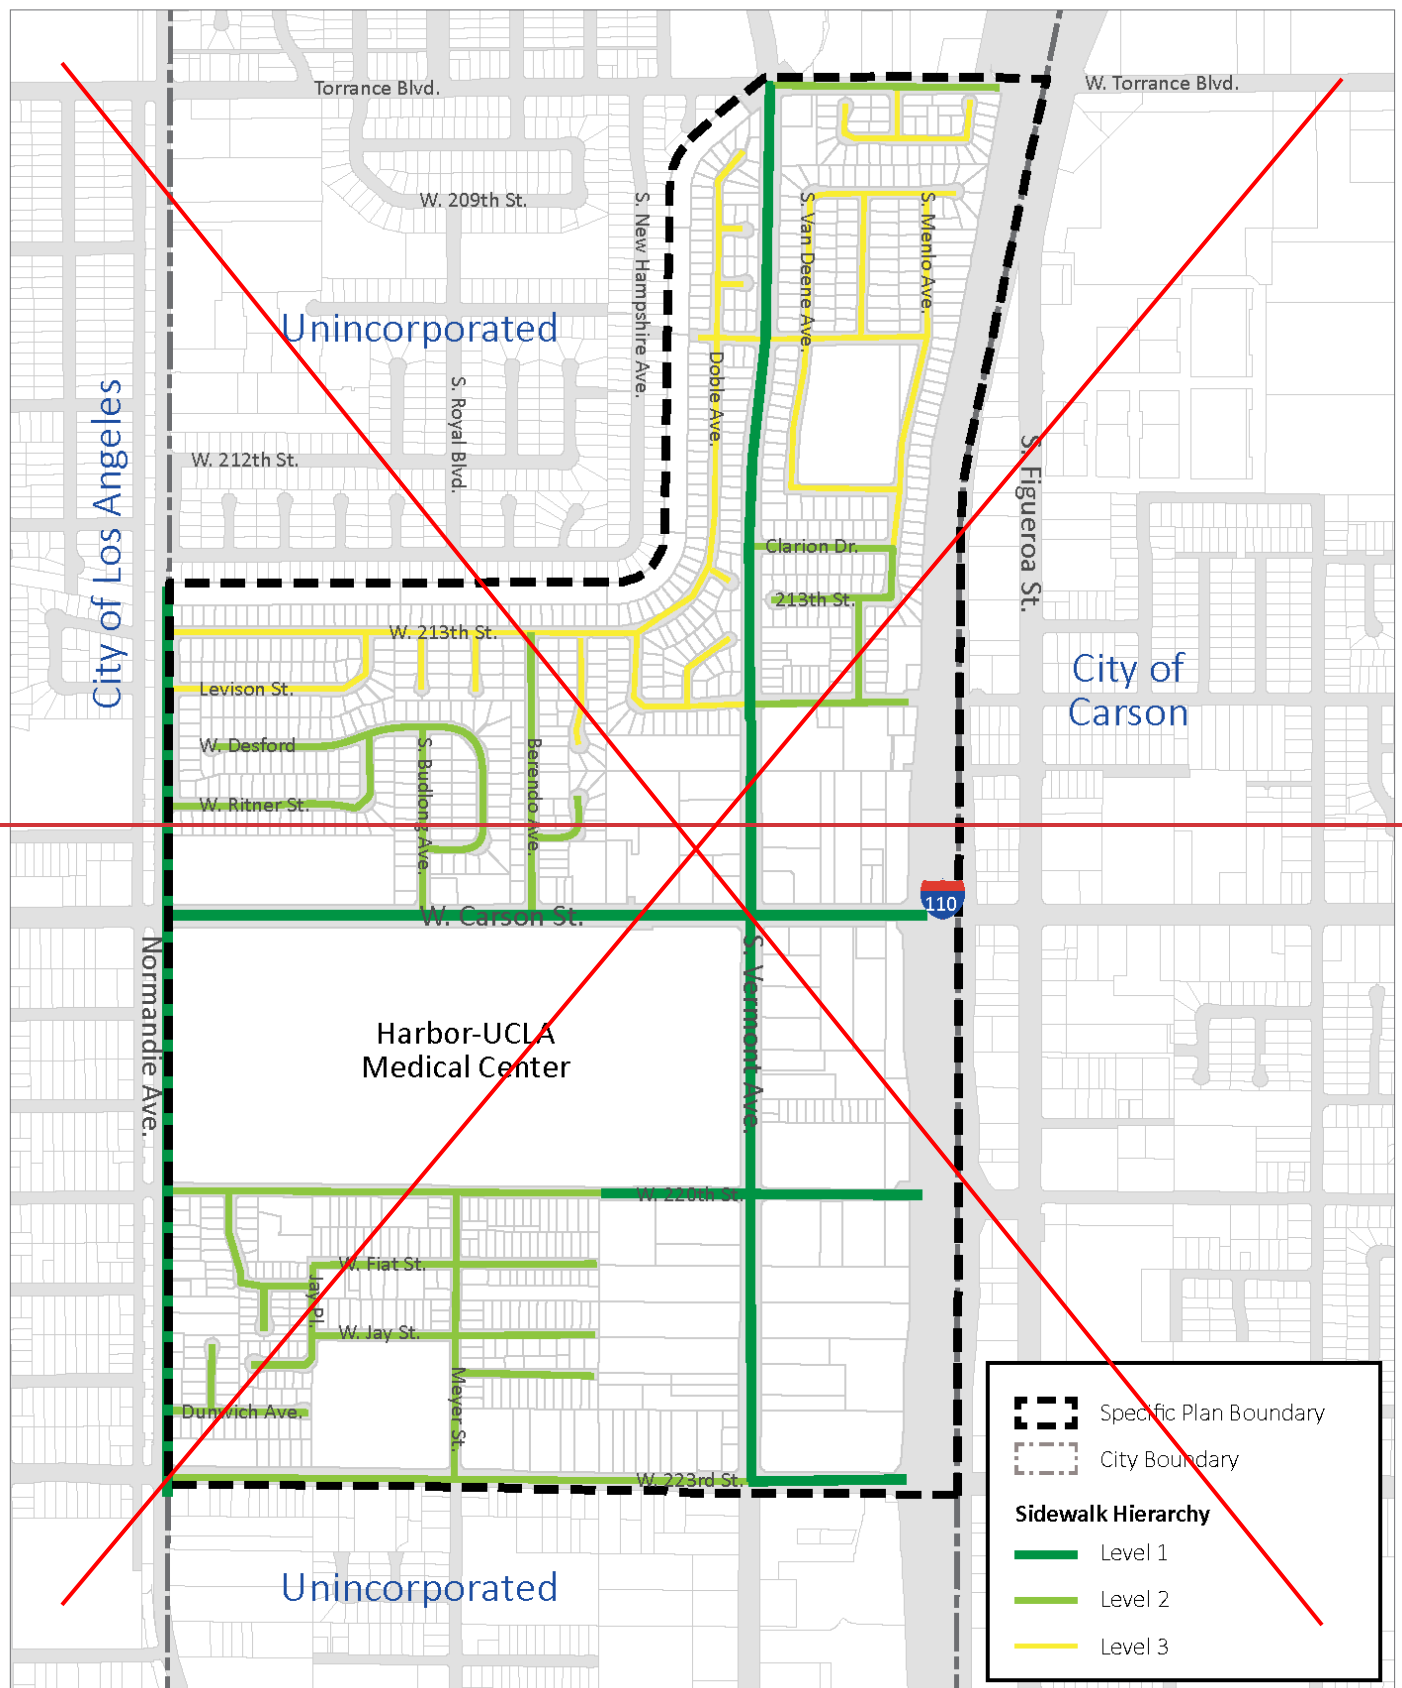 Torrance Blvd.
W. Torrance Blvd.
W. 209th St.
S. New Hampshire Ave.
S. Van Deene Ave.
S. Menlo Ave.
Unincorporated
Doble Ave.
S. Royal Blvd.
City of Los Angeles
W. 212th St.
S. Figueroa St.
Clarion Dr.
213th St.
W. 213th St.
Levison St.
City of
Carson
W. Desford
S. Budlong Ave.
Berendo Ave.
W. Ritner St.
110
W. Carson St.
Normandie Ave.
S. Vermont Ave.
Harbor-UCLA
Medical Center
W. 220th St.
W. Fiat St.
Jay Pl.
W. Jay St.
Meyer St.
Dunwich Ave.
W. 223rd St.
Unincorporated
Specific Plan Boundary
City Boundary
Sidewalk Hierarchy
Level 1
Level 2
Level 3